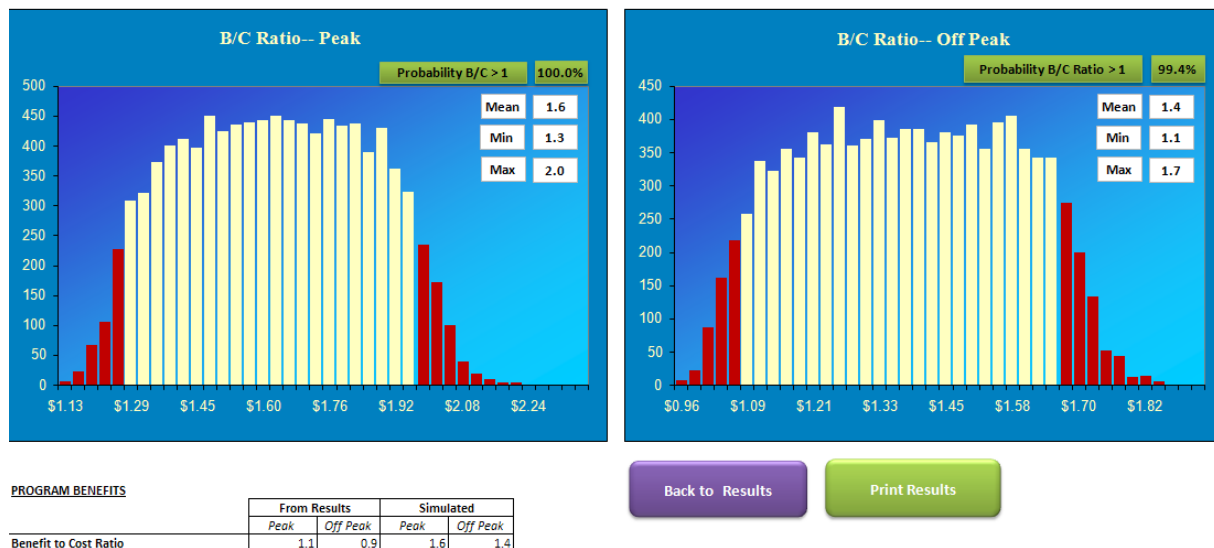 B/C Ratio-- Peak
Probability B/C > 1 100.0%
Mean 1.6
Min 1.3
Max 2.0
500
450
400
350
300
250
200
150
100
50
0
$1.13 $1.29 $1.45 $1.60 $1.76 $1.92 $2.08 $2.24
B/C Ratio-- Off Peak
Probability B/C Ratio > 1 99.4%
Mean 1.4
Min 1.1
Max 1.7
450
400
350
300
250
200
150
100
50
0
$0.96 $1.09 $1.21 $1.33 $1.45 $1.58 $1.70 $1.82
Back to Results Print Results
PROGRAM BENEFITS
From Results Simulated
Peak Off Peak Peak Off Peak
Benefit to Cost Ratio 1.1 0.9 1.6 1.4